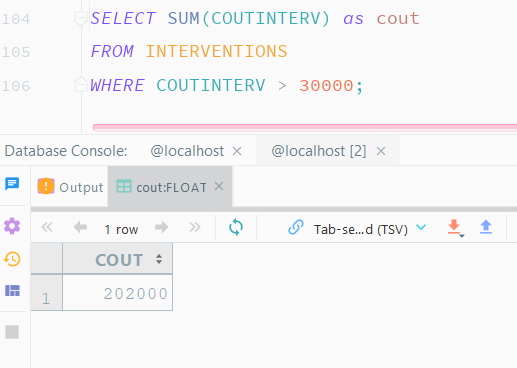 104 SELECT SUM(COUTINTERV) as cout
105 FROM INTERVENTIONS
106 WHERE COUTINTERV > 30000;
Database Console: @localhost × @localhost [2] ×
Output cout:FLOAT ×
1 row Tab-se...d (TSV)
COUT
1 202000